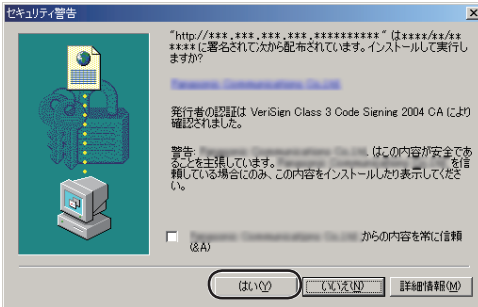 セキュリティ警告
"http://***.***.***.***.**********" は****/**/**
**:** に署名されて次から配布されています。インストールして実行し
ますか?
発行者の認証は VeriSign Class 3 Code Signing 2004 CA により
確認されました。
警告: はこの内容が安全であ
ることを主張しています。 を信
頼している場合にのみ、この内容をインストールしたり表示してくださ
い。
からの内容を常に信頼
(&A)
はい(Y)
いいえ(N)
詳細情報(M)